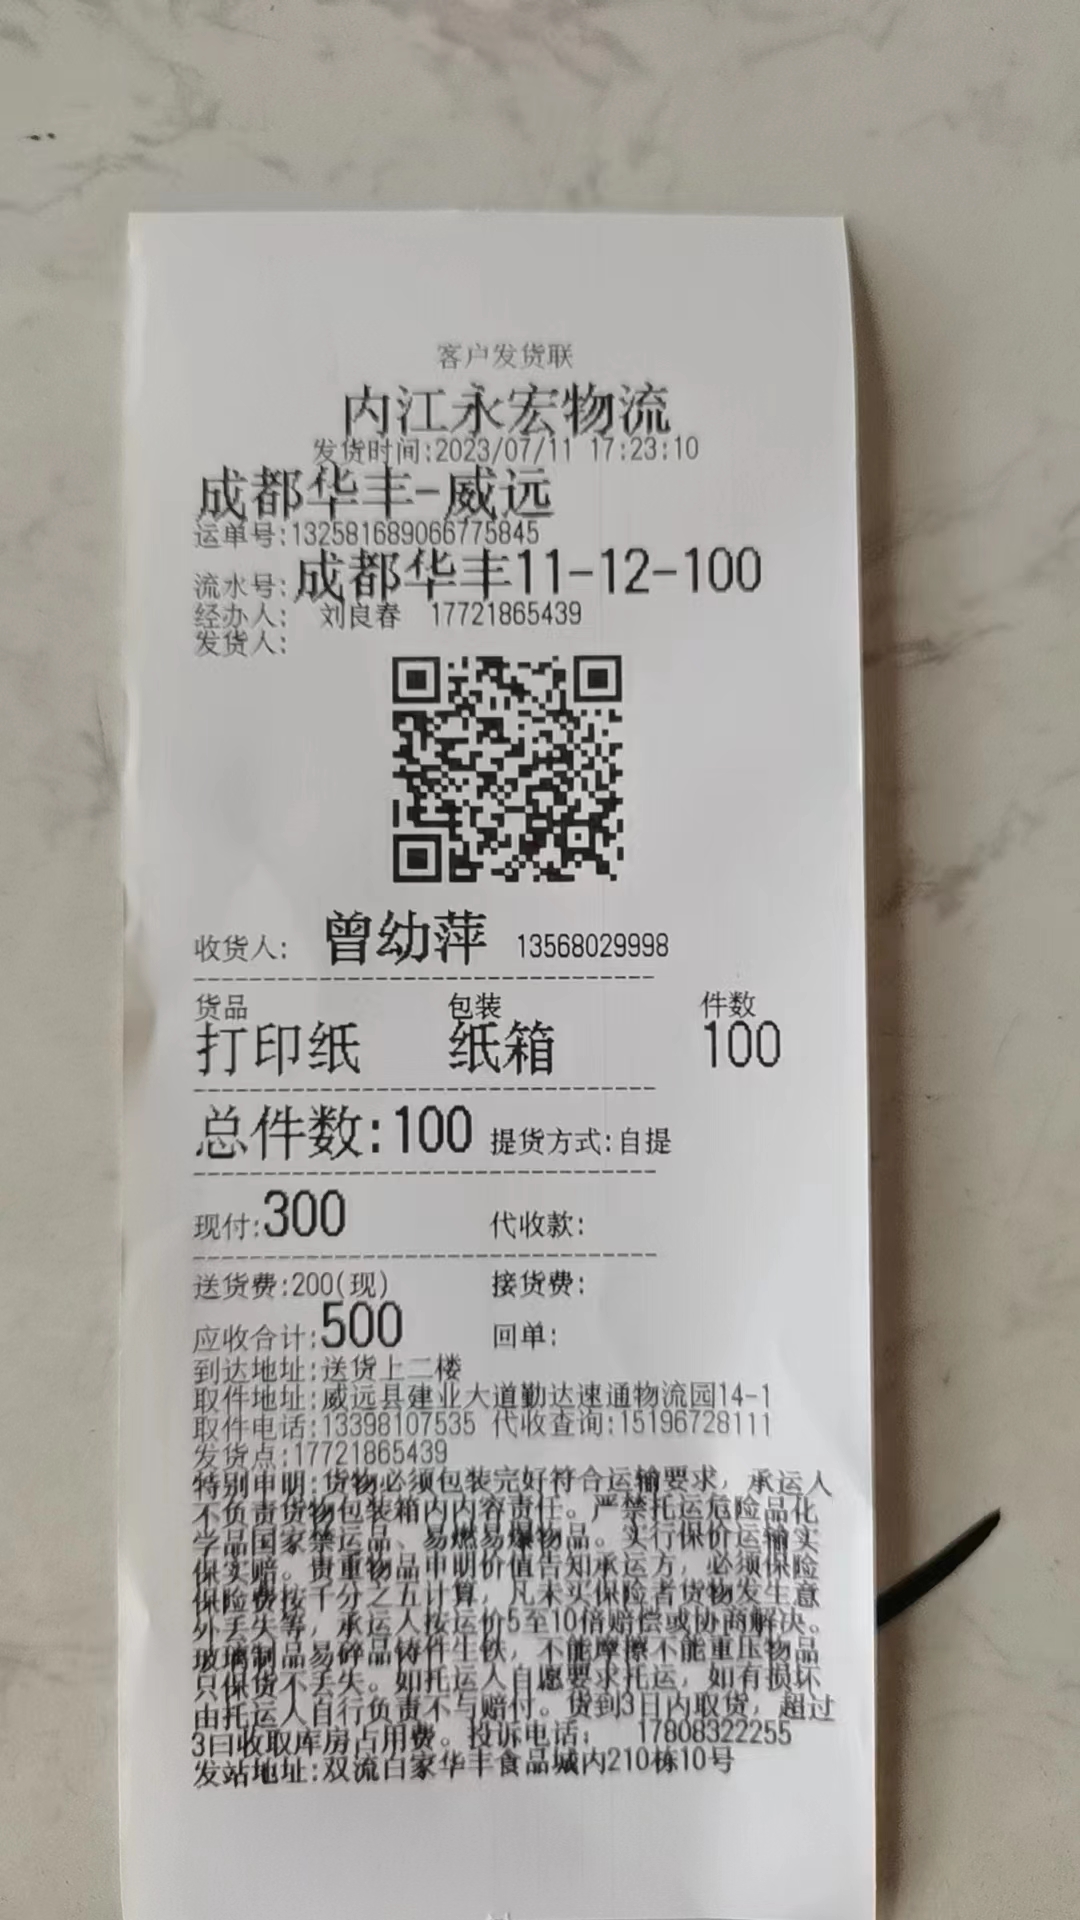 客户发货联
内江永宏物流
发货时间:2023/07/11 17:23:10
成都华丰-威远
运单号:132581689066775845
流水号:成都华丰11-12-100
经办人: 刘良春 17721865439
发货人:
收货人: 曾幼萍 13568029998
货品 包装 件数
打印纸 纸箱 100
总件数:100 提货方式:自提
现付:300 代收款:
送货费:200(现) 接货费:
应收合计:500 回单:
到达地址:送货上二楼
取件地址:威远县建业大道勤达速通物流园14-1
取件电话:13398107535 代收查询:15196728111
发货点:17721865439
特别申明:货物必须包装完好符合运输要求，承运人
不负责货物包装箱内内容责任。严禁托运危险品化
学品国家禁运品、易燃易爆物品。实行保价运输实
保实赔。贵重物品申明价值告知承运方，必须保险
保险费按千分之五计算，凡未买保险者货物发生意
外丢失等，承运人按运价5至10倍赔偿或协商解决。
玻璃制品易碎品铸件生铁，不能摩擦不能重压物品
只保货不丢失。如托运人自愿要求托运，如有损坏
由托运人自行负责不与赔付。货到3日内取货，超过
3日收取库房占用费。投诉电话: 17808322255
发站地址:双流白家华丰食品城内210栋10号